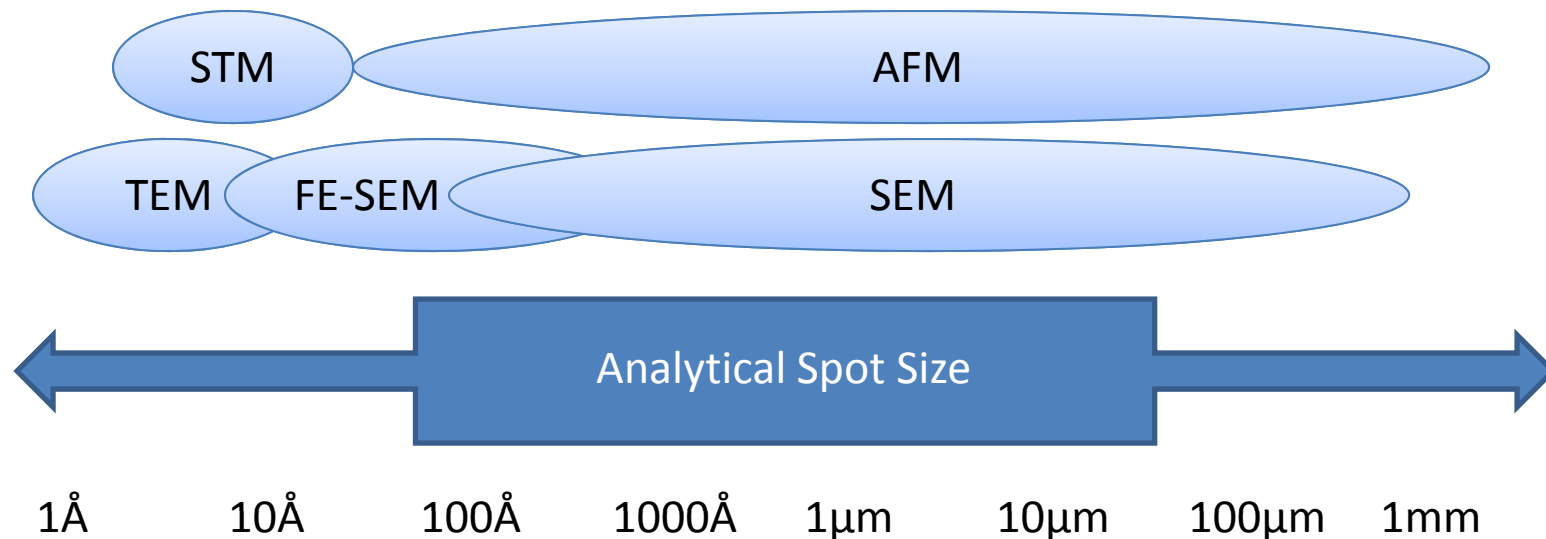 STM AFM
TEM FE-SEM SEM
Analytical Spot Size
1Å 10Å 100Å 1000Å 1µm 10µm 100µm 1mm